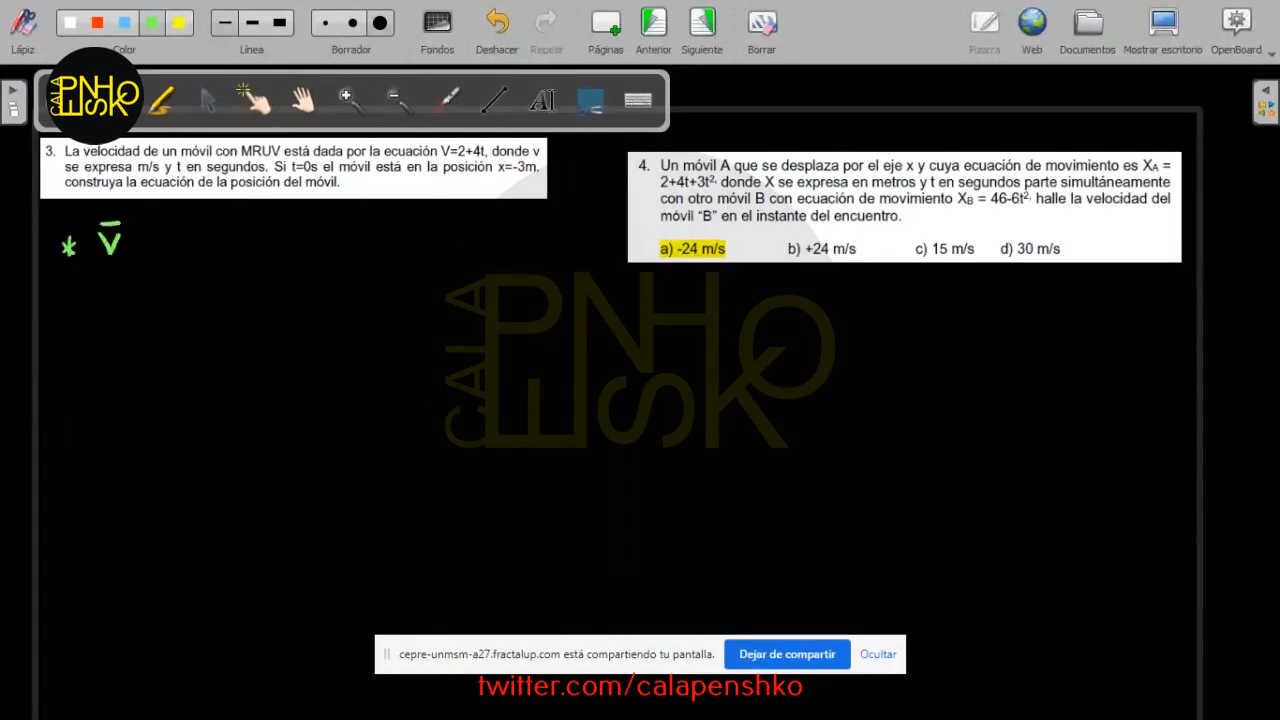 Color Línea Borrador Fondos Deshacer Repetir Páginas Anterior Siguiente Borrar Pizarra Web Documentos Mostrar escritorio OpenBoard
Lápiz
CALA PENHOSK
AI
3. La velocidad de un móvil con MRUV está dada por la ecuación V=2+4t, donde v
se expresa m/s y t en segundos. Si t=0s el móvil está en la posición x=-3m.
construya la ecuación de la posición del móvil.
* V̅
4. Un móvil A que se desplaza por el eje x y cuya ecuación de movimiento es XA =
2+4t+3t², donde X se expresa en metros y t en segundos parte simultáneamente
con otro móvil B con ecuación de movimiento XB = 46-6t², halle la velocidad del
móvil “B” en el instante del encuentro.
a) -24 m/s b) +24 m/s c) 15 m/s d) 30 m/s
CALA PENHOSK
cepre-unmsm-a27.fractalup.com está compartiendo tu pantalla. Dejar de compartir Ocultar
twitter.com/calapenshko